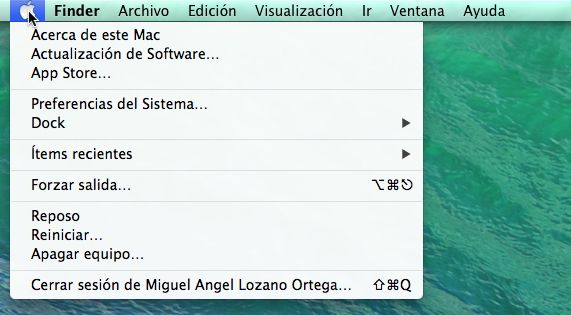 Finder Archivo Edición Visualización Ir Ventana Ayuda
Acerca de este Mac
Actualización de Software...
App Store...
Preferencias del Sistema...
Dock ▶
Ítems recientes ▶
Forzar salida... ⌥⌘⎋
Reposo
Reiniciar...
Apagar equipo...
Cerrar sesión de Miguel Angel Lozano Ortega... ⇧⌘Q